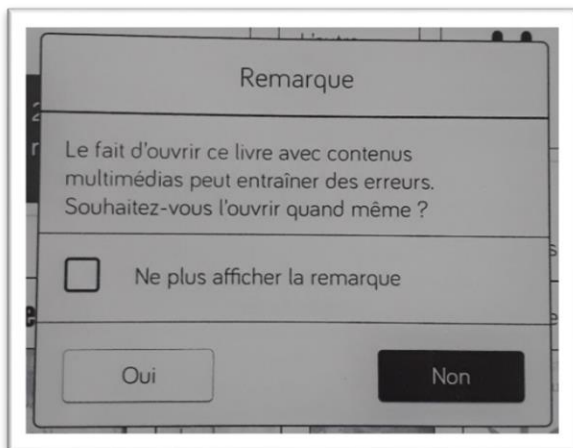 Remarque
Le fait d'ouvrir ce livre avec contenus
multimédias peut entraîner des erreurs.
Souhaitez-vous l'ouvrir quand même ?
Ne plus afficher la remarque
Oui
Non